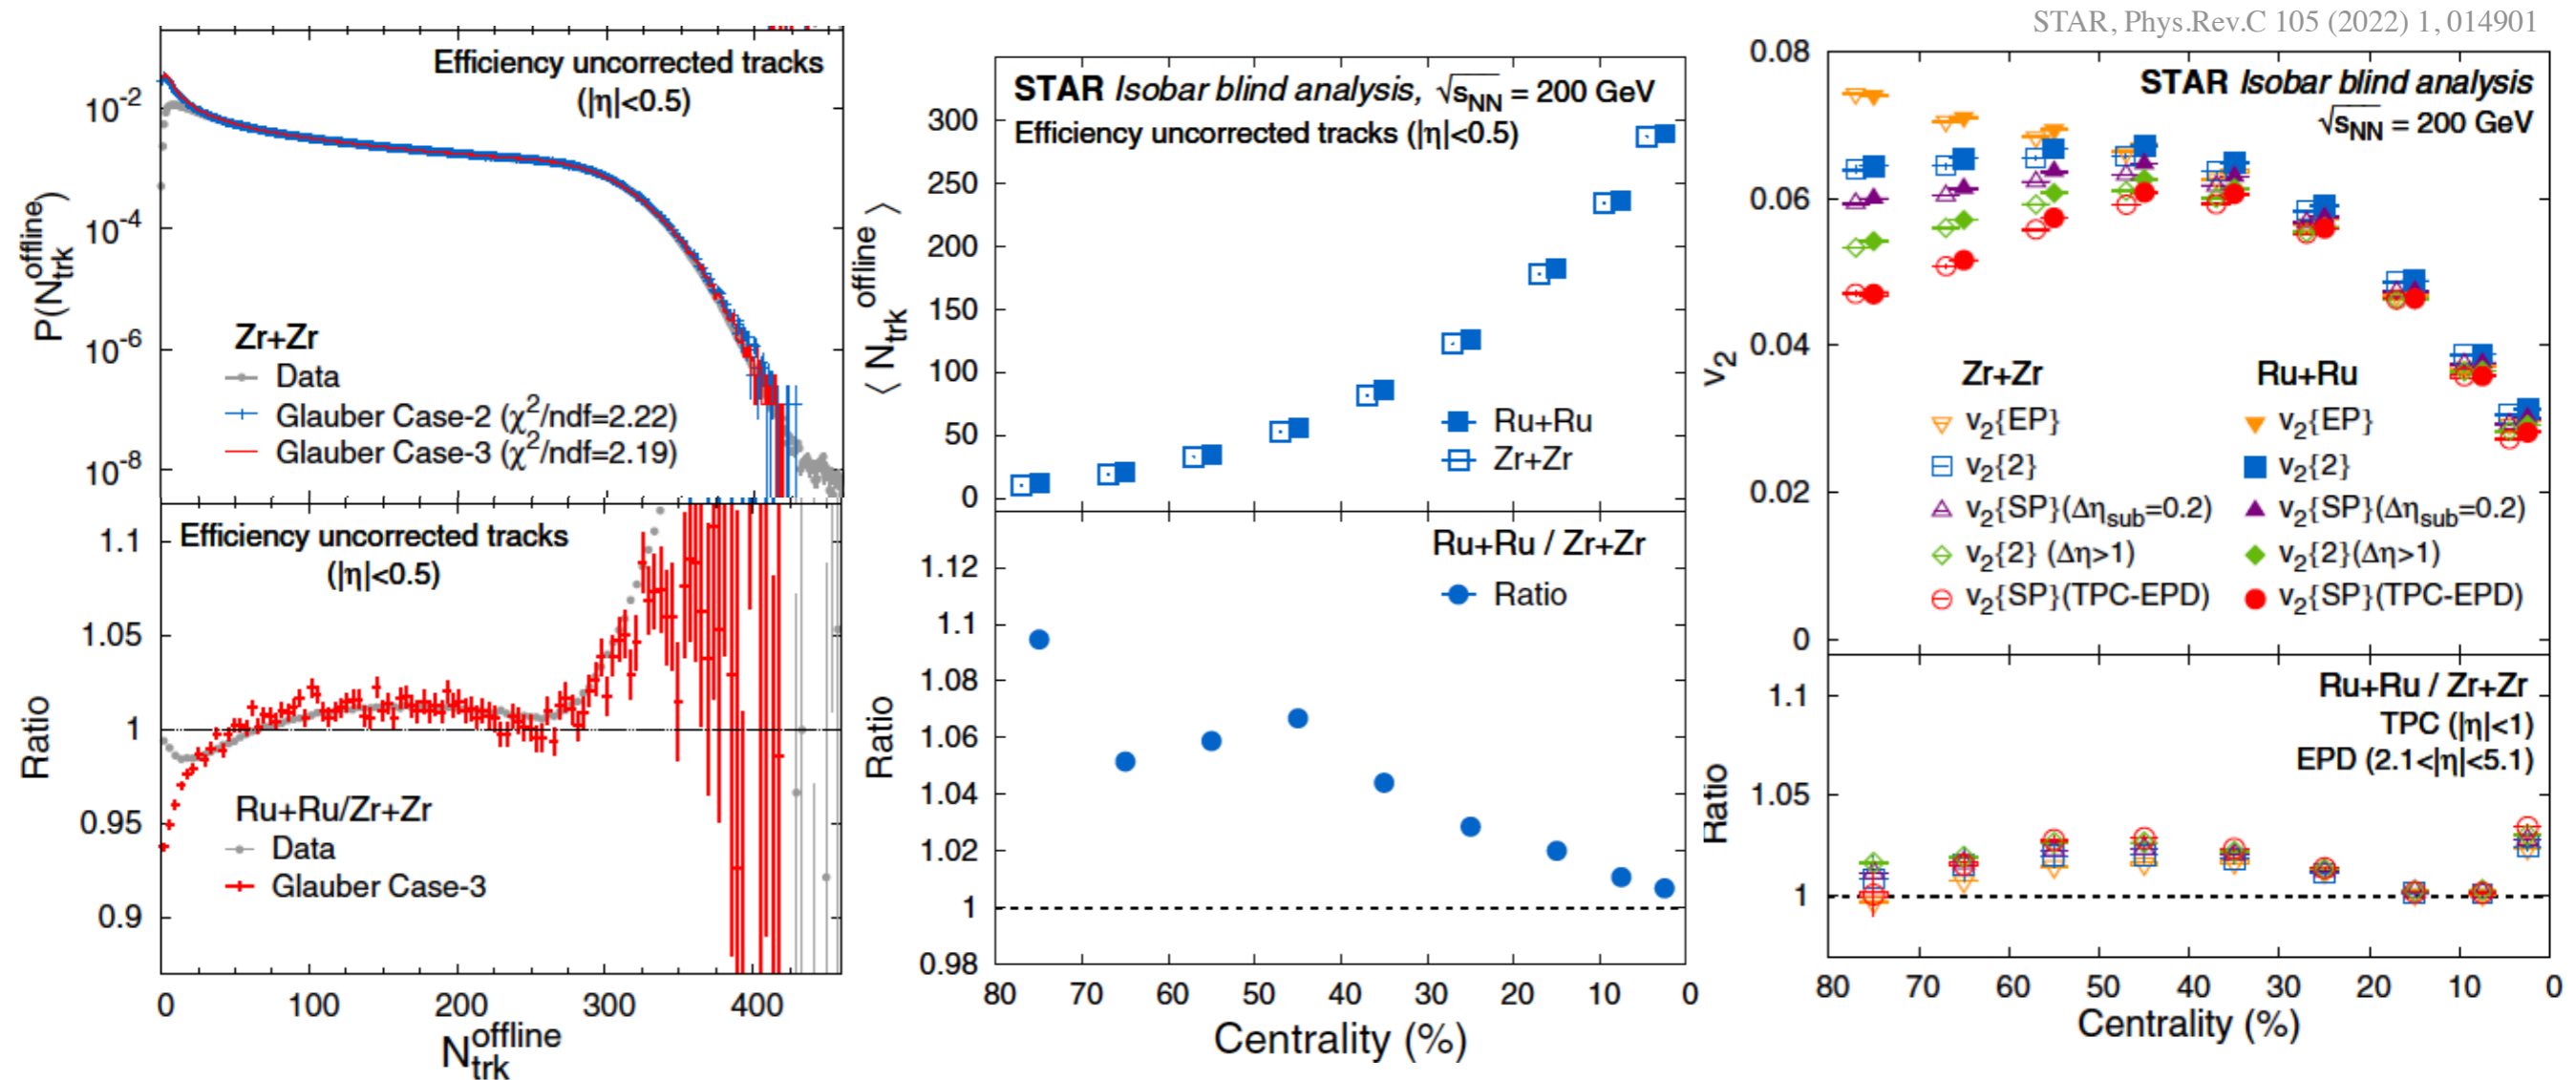 STAR, Phys.Rev.C 105 (2022) 1, 014901
Efficiency uncorrected tracks
(|η|<0.5)
10⁻²
10⁻⁴
10⁻⁶
10⁻⁸
P(N_trk^offline)
Zr+Zr
Data
Glauber Case-2 (χ²/ndf=2.22)
Glauber Case-3 (χ²/ndf=2.19)
Efficiency uncorrected tracks
(|η|<0.5)
1.1
1.05
1
0.95
0.9
Ratio
Ru+Ru/Zr+Zr
Data
Glauber Case-3
0 100 200 300 400
N_trk^offline
STAR Isobar blind analysis, √s_NN = 200 GeV
Efficiency uncorrected tracks (|η|<0.5)
300
250
200
150
100
50
0
⟨ N_trk^offline ⟩
Ru+Ru
Zr+Zr
Ru+Ru / Zr+Zr
Ratio
1.12
1.1
1.08
1.06
1.04
1.02
1
0.98
Ratio
80 70 60 50 40 30 20 10 0
Centrality (%)
STAR Isobar blind analysis
√s_NN = 200 GeV
0.08
0.06
0.04
0.02
0
v₂
Zr+Zr Ru+Ru
v₂{EP} v₂{EP}
v₂{2} v₂{2}
v₂{SP}(Δη_sub=0.2) v₂{SP}(Δη_sub=0.2)
v₂{2} (Δη>1) v₂{2}(Δη>1)
v₂{SP}(TPC-EPD) v₂{SP}(TPC-EPD)
Ru+Ru / Zr+Zr
TPC (|η|<1)
EPD (2.1<|η|<5.1)
1.1
1.05
1
Ratio
80 70 60 50 40 30 20 10 0
Centrality (%)